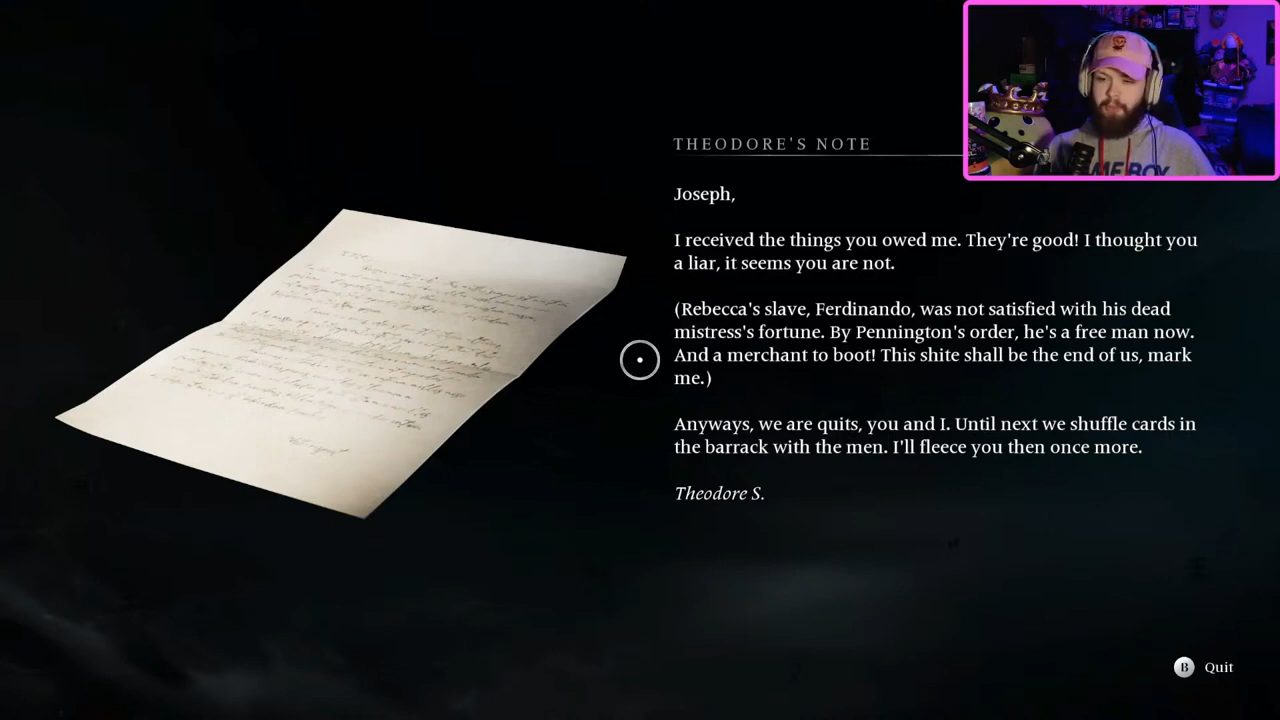 THEODORE'S NOTE
Joseph,
I received the things you owed me. They're good! I thought you
a liar, it seems you are not.
(Rebecca's slave, Ferdinando, was not satisfied with his dead
mistress's fortune. By Pennington's order, he's a free man now.
And a merchant to boot! This shite shall be the end of us, mark
me.)
Anyways, we are quits, you and I. Until next we shuffle cards in
the barrack with the men. I'll fleece you then once more.
Theodore S.
B Quit